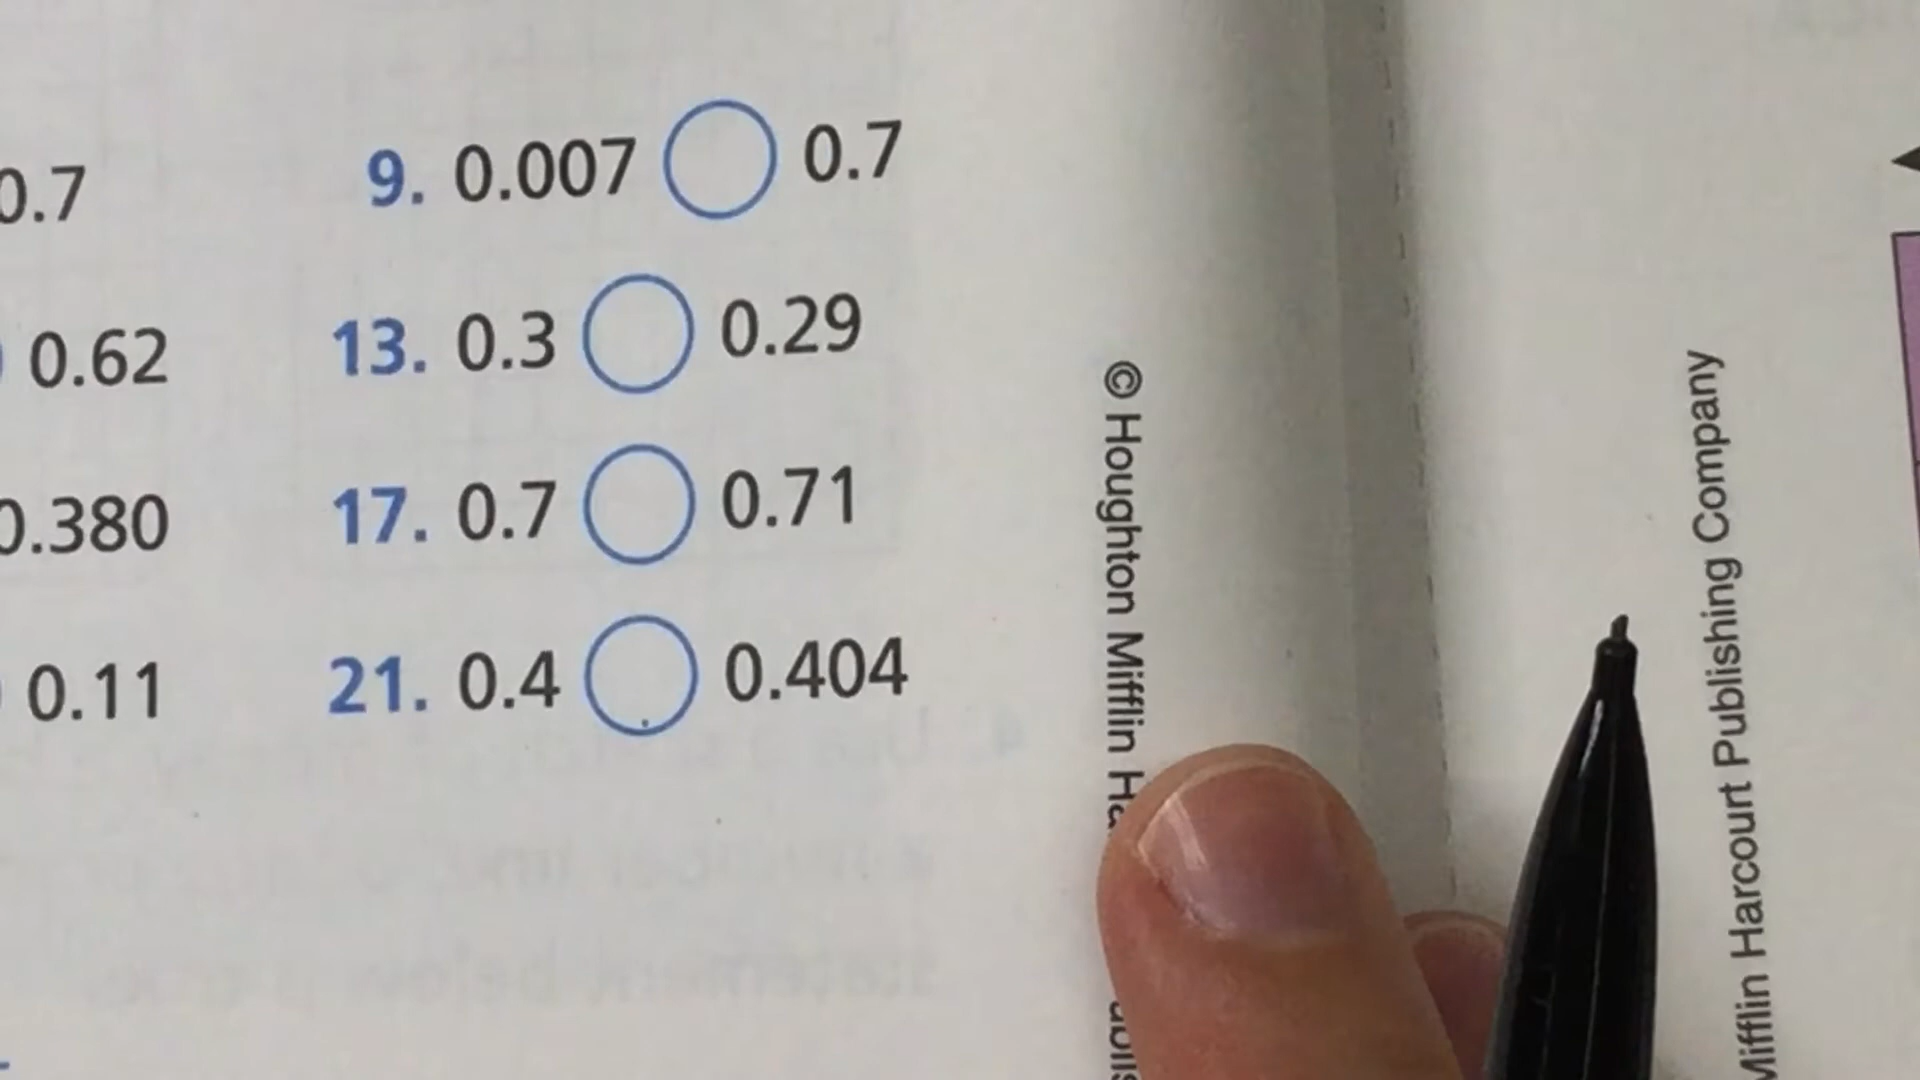 0.7 9. 0.007 0.7
0.62 13. 0.3 0.29
0.380 17. 0.7 0.71
0.11 21. 0.4 0.404
© Houghton Mifflin
Mifflin Harcourt Publishing Company